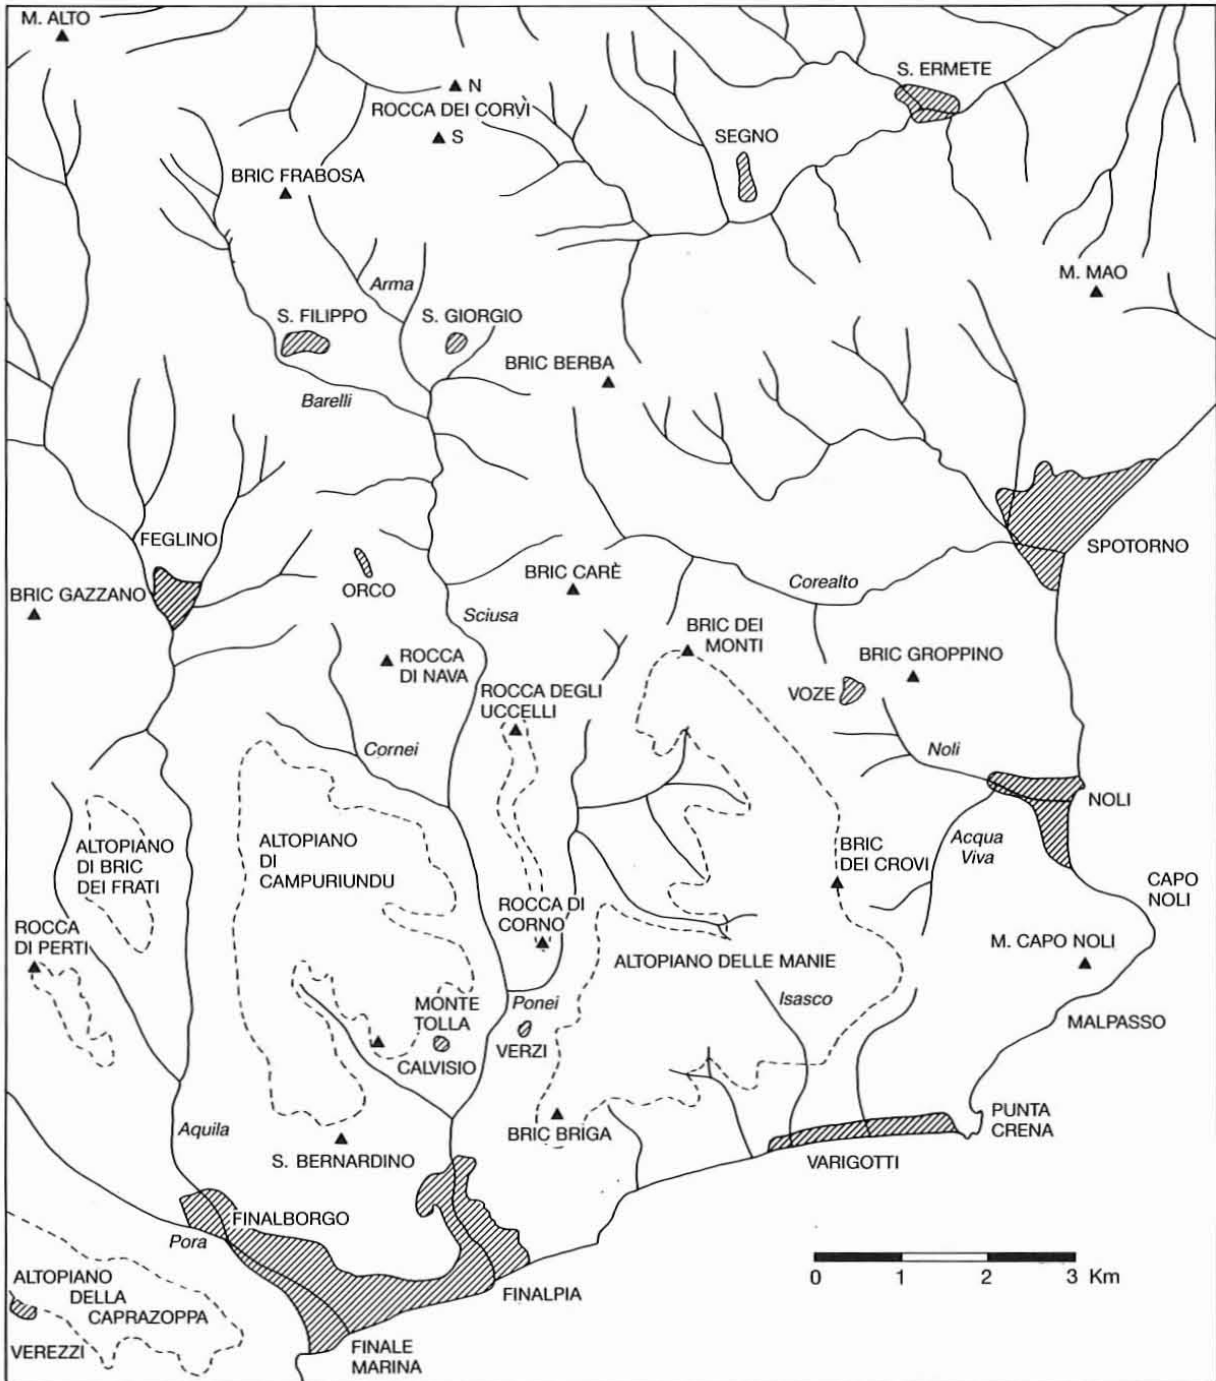 M. ALTO
N
ROCCA DEI CORVI
S
S. ERMETE
SEGNO
BRIC FRABOSA
M. MAO
Arma
S. FILIPPO
S. GIORGIO
BRIC BERBA
Barelli
FEGLINO
SPOTORNO
BRIC GAZZANO
ORCO
BRIC CARÈ
Corealto
Sciusa
BRIC DEI
MONTI
ROCCA
DI NAVA
BRIC GROPPINO
VOZE
ROCCA DEGLI
UCCELLI
Cornei
Noli
NOLI
ALTOPIANO
DI BRIC
DEI FRATI
ALTOPIANO
DI
CAMPURIUNDU
BRIC
DEI CROVI
Acqua
Viva
CAPO
NOLI
ROCCA DI
CORNO
ROCCA
DI PERTI
M. CAPO NOLI
ALTOPIANO DELLE MANIE
Isasco
MONTE
TOLLA
Ponei
MALPASSO
VERZI
CALVISIO
PUNTA
CRENA
Aquila
BRIC BRIGA
S. BERNARDINO
VARIGOTTI
FINALBORGO
Pora
ALTOPIANO
DELLA
CAPRAZOPPA
0 1 2 3 Km
FINALPIA
VEREZZI
FINALE
MARINA